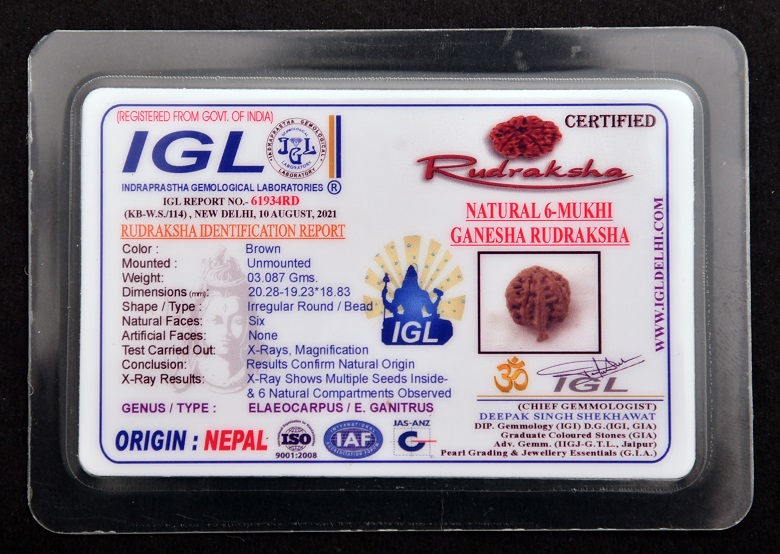 (REGISTERED FROM GOVT. OF INDIA)
IGL
INDRAPRASTHA GEMOLOGICAL LABORATORY
IGL
INDRAPRASTHA GEMOLOGICAL LABORATORIES ®
IGL REPORT NO.- 61934RD
(KB-W.S./114) , NEW DELHI, 10 AUGUST, 2021
RUDRAKSHA IDENTIFICATION REPORT
Color : Brown
Mounted : Unmounted
Weight: 03.087 Gms.
Dimensions (mm): 20.28-19.23*18.83
Shape / Type : Irregular Round / Bead
Natural Faces: Six
Artificial Faces: None
Test Carried Out: X-Rays, Magnification
Conclusion: Results Confirm Natural Origin
X-Ray Results: X-Ray Shows Multiple Seeds Inside-
& 6 Natural Compartments Observed
GENUS / TYPE : ELAEOCARPUS / E. GANITRUS
ORIGIN : NEPAL
ISO
9001:2008
INTERNATIONAL
IAF
JAS-ANZ
IGL
CERTIFIED
Rudraksha
NATURAL 6-MUKHI
GANESHA RUDRAKSHA
WWW.IGLDELHI.COM
ॐ
IGL
(CHIEF GEMMOLOGIST)
DEEPAK SINGH SHEKHAWAT
DIP. Gemmology (IGI) D.G.(IGI, GIA)
Graduate Coloured Stones (GIA)
Adv. Gemm. (IIGJ-G.T.L., Jaipur)
Pearl Grading & Jewellery Essentials (G.I.A.)